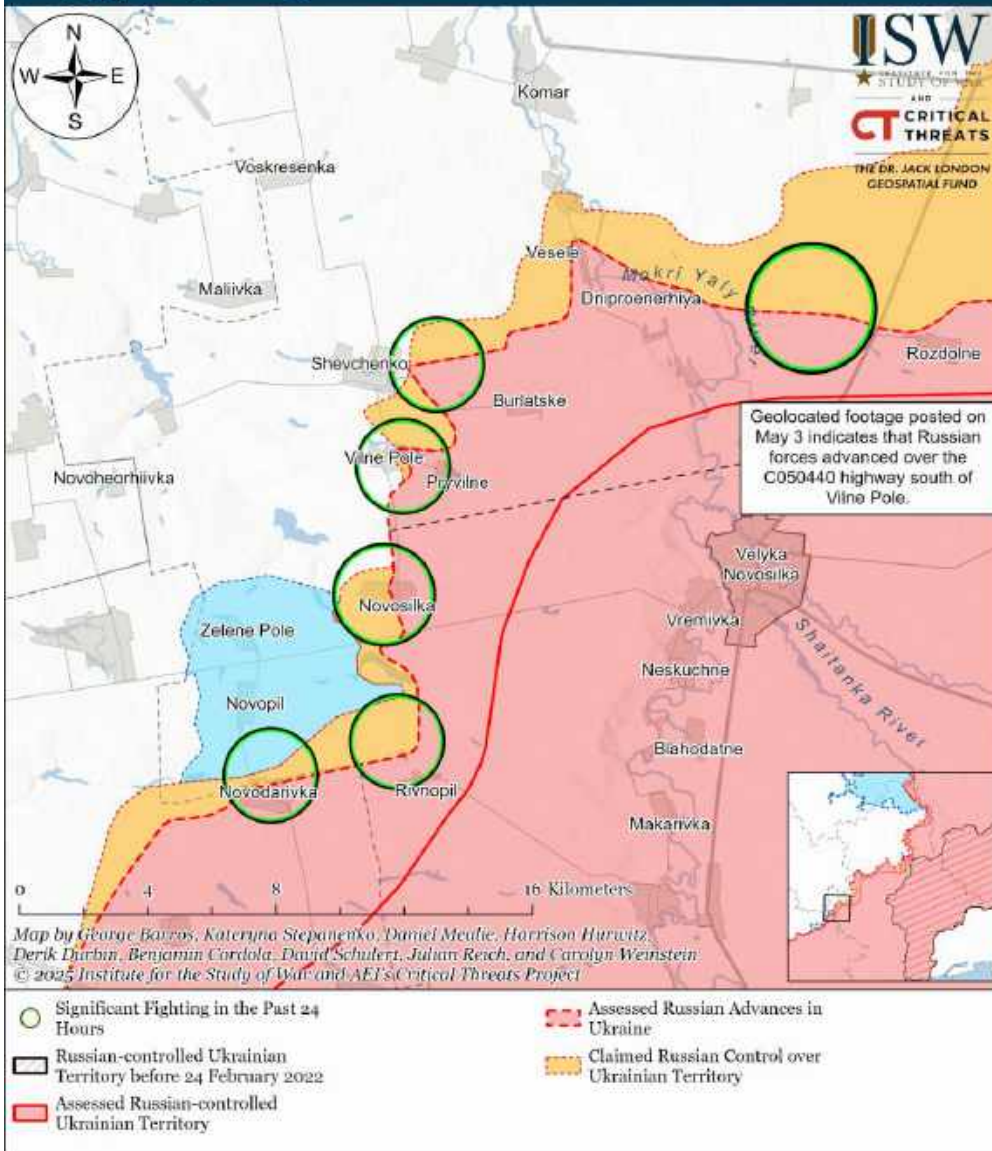 N
W E
S
ISW
INSTITUTE FOR THE
STUDY OF WAR
AND
CT CRITICAL
THREATS
THE DR. JACK LONDON
GEOSPATIAL FUND
Komar
Voskresenka
Vesele
Mokri Yaly
Maliivka
Dniproenerhiya
Shevchenko
Rozdolne
Burlatske
Geolocated footage posted on
May 3 indicates that Russian
forces advanced over the
C050440 highway south of
Vilne Pole.
Vilne Pole
Pryvilne
Novoheorhiivka
Velyka
Novosilka
Novosilka
Vremivka
Zelene Pole
Shaitanka River
Neskuchne
Novopil
Blahodatne
Novodarivka
Rivnopil
Makarivka
0 4 8 16 Kilometers
Map by George Barros, Kateryna Stepanenko, Daniel Mealie, Harrison Hurwitz,
Derik Durbin, Benjamin Cordola, David Schulert, Julian Reich, and Carolyn Weinstein
© 2025 Institute for the Study of War and AEI's Critical Threats Project
Significant Fighting in the Past 24
Hours
Russian-controlled Ukrainian
Territory before 24 February 2022
Assessed Russian-controlled
Ukrainian Territory
Assessed Russian Advances in
Ukraine
Claimed Russian Control over
Ukrainian Territory